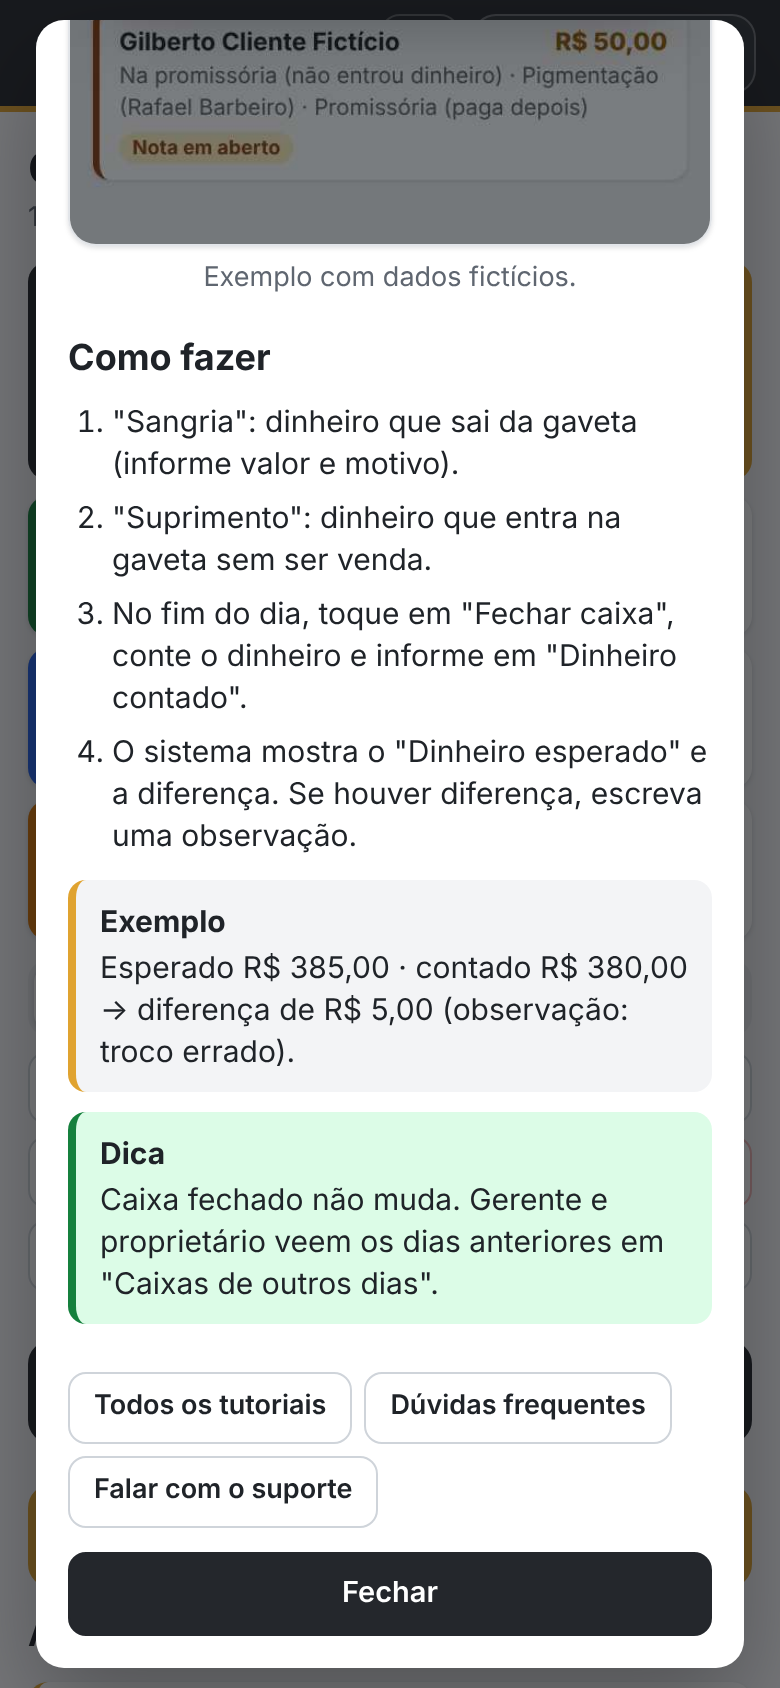 Gilberto Cliente Fictício R$ 50,00
Na promissória (não entrou dinheiro) · Pigmentação
(Rafael Barbeiro) · Promissória (paga depois)
Nota em aberto
Exemplo com dados fictícios.
Como fazer
1. "Sangria": dinheiro que sai da gaveta
(informe valor e motivo).
2. "Suprimento": dinheiro que entra na
gaveta sem ser venda.
3. No fim do dia, toque em "Fechar caixa",
conte o dinheiro e informe em "Dinheiro
contado".
4. O sistema mostra o "Dinheiro esperado" e
a diferença. Se houver diferença, escreva
uma observação.
Exemplo
Esperado R$ 385,00 · contado R$ 380,00
→ diferença de R$ 5,00 (observação:
troco errado).
Dica
Caixa fechado não muda. Gerente e
proprietário veem os dias anteriores em
"Caixas de outros dias".
Todos os tutoriais Dúvidas frequentes
Falar com o suporte
Fechar